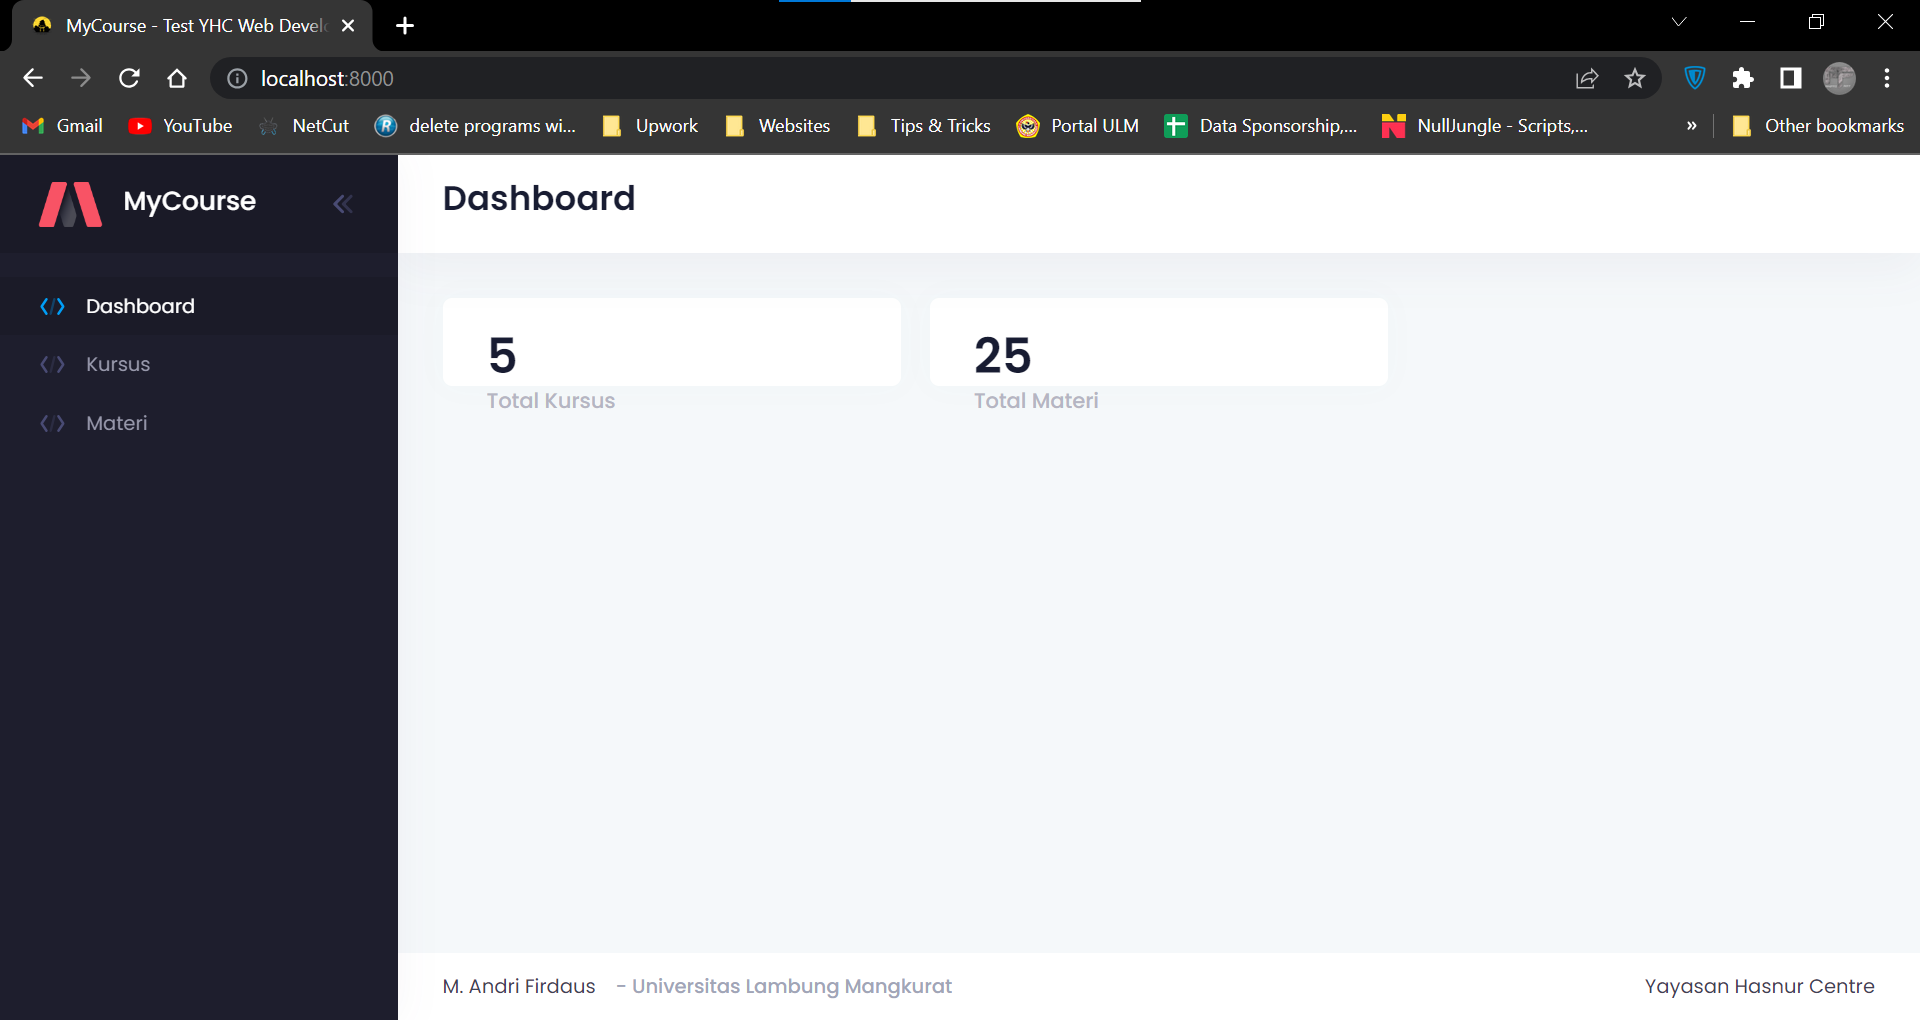 MyCourse - Test YHC Web Devel
localhost:8000
Gmail
YouTube
NetCut
delete programs wi...
Upwork
Websites
Tips & Tricks
Portal ULM
Data Sponsorship,...
NullJungle - Scripts,...
»
Other bookmarks
MyCourse
Dashboard
Dashboard
Kursus
Materi
5
Total Kursus
25
Total Materi
M. Andri Firdaus - Universitas Lambung Mangkurat
Yayasan Hasnur Centre